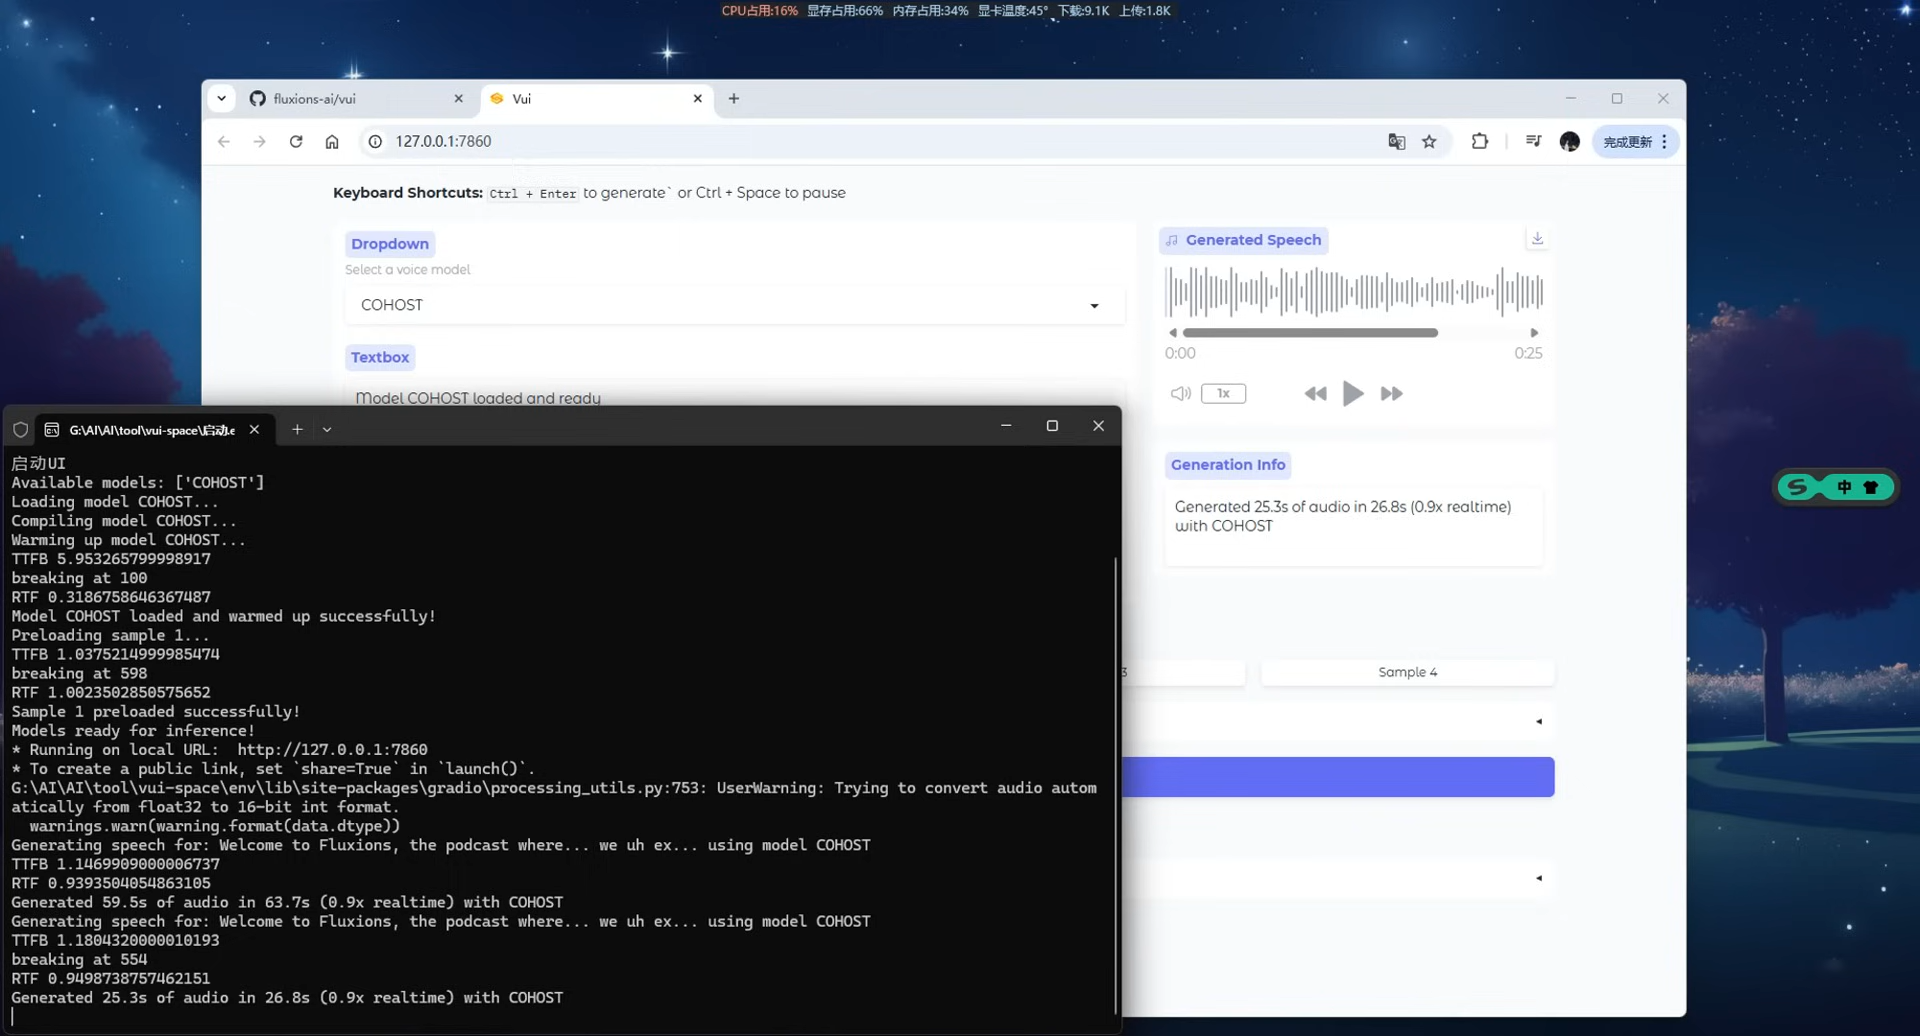 CPU占用:16% 显存占用:66% 内存占用:34% 显卡温度:45° 下载:9.1K 上传:1.8K
fluxions-ai/vui
Vui
127.0.0.1:7860
完成更新
Keyboard Shortcuts: Ctrl + Enter to generate` or Ctrl + Space to pause
Dropdown
Select a voice model
COHOST
Textbox
Model COHOST loaded and ready
Generated Speech
0:00
0:25
1x
Generation Info
Generated 25.3s of audio in 26.8s (0.9x realtime)
with COHOST
3
Sample 4
G:\AI\AI\tool\vui-space\启动.e
启动UI
Available models: ['COHOST']
Loading model COHOST...
Compiling model COHOST...
Warming up model COHOST...
TTFB 5.953265799998917
breaking at 100
RTF 0.3186758646367487
Model COHOST loaded and warmed up successfully!
Preloading sample 1...
TTFB 1.0375214999985474
breaking at 598
RTF 1.0023502850575652
Sample 1 preloaded successfully!
Models ready for inference!
* Running on local URL:  http://127.0.0.1:7860
* To create a public link, set `share=True` in `launch()`.
G:\AI\AI\tool\vui-space\env\lib\site-packages\gradio\processing_utils.py:753: UserWarning: Trying to convert audio autom
atically from float32 to 16-bit int format.
  warnings.warn(warning.format(data.dtype))
Generating speech for: Welcome to Fluxions, the podcast where... we uh ex... using model COHOST
TTFB 1.1469909000006737
RTF 0.9393504054863105
Generated 59.5s of audio in 63.7s (0.9x realtime) with COHOST
Generating speech for: Welcome to Fluxions, the podcast where... we uh ex... using model COHOST
TTFB 1.1804320000010193
breaking at 554
RTF 0.9498738757462151
Generated 25.3s of audio in 26.8s (0.9x realtime) with COHOST
中